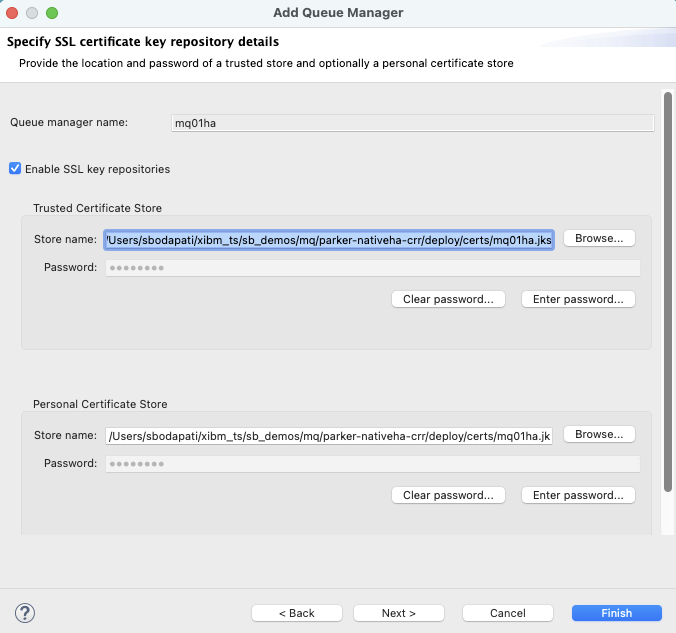 Add Queue Manager
Specify SSL certificate key repository details
Provide the location and password of a trusted store and optionally a personal certificate store
Queue manager name: mq01ha
Enable SSL key repositories
Trusted Certificate Store
Store name: /Users/sbodapati/xibm_ts/sb_demos/mq/parker-nativeha-crr/deploy/certs/mq01ha.jks Browse...
Password: ●●●●●●●●
Clear password... Enter password...
Personal Certificate Store
Store name: /Users/sbodapati/xibm_ts/sb_demos/mq/parker-nativeha-crr/deploy/certs/mq01ha.jk Browse...
Password: ●●●●●●●●
Clear password... Enter password...
? < Back Next > Cancel Finish